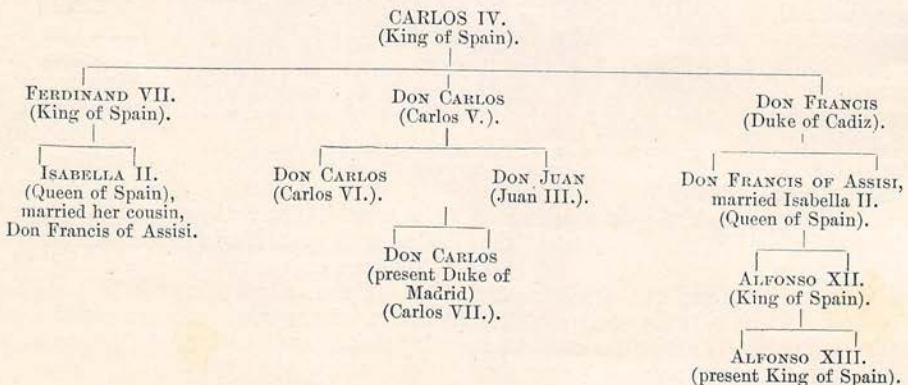 CARLOS IV.
(King of Spain).
FERDINAND VII.
(King of Spain).
DON CARLOS
(Carlos V.).
DON FRANCIS
(Duke of Cadiz).
ISABELLA II.
(Queen of Spain),
married her cousin,
Don Francis of Assisi.
DON CARLOS
(Carlos VI.).
DON JUAN
(Juan III.).
DON FRANCIS OF ASSISI,
married Isabella II.
(Queen of Spain).
DON CARLOS
(present Duke of
Madrid)
(Carlos VII.).
ALFONSO XII.
(King of Spain).
ALFONSO XIII.
(present King of Spain).